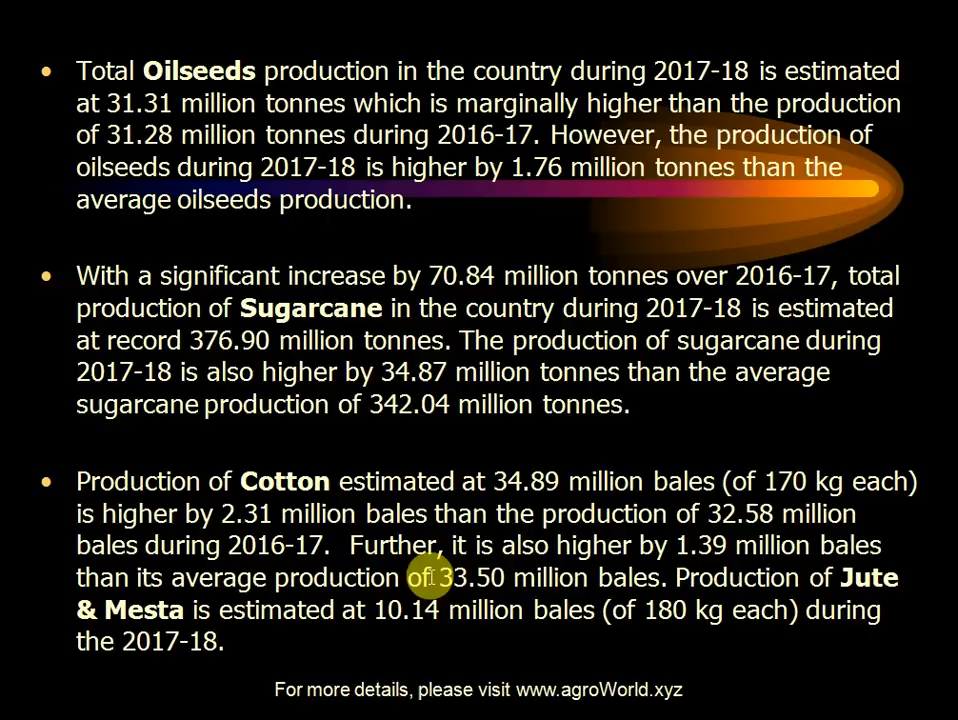 • Total Oilseeds production in the country during 2017-18 is estimated
at 31.31 million tonnes which is marginally higher than the production
of 31.28 million tonnes during 2016-17. However, the production of
oilseeds during 2017-18 is higher by 1.76 million tonnes than the
average oilseeds production.
• With a significant increase by 70.84 million tonnes over 2016-17, total
production of Sugarcane in the country during 2017-18 is estimated
at record 376.90 million tonnes. The production of sugarcane during
2017-18 is also higher by 34.87 million tonnes than the average
sugarcane production of 342.04 million tonnes.
• Production of Cotton estimated at 34.89 million bales (of 170 kg each)
is higher by 2.31 million bales than the production of 32.58 million
bales during 2016-17. Further, it is also higher by 1.39 million bales
than its average production of 33.50 million bales. Production of Jute
& Mesta is estimated at 10.14 million bales (of 180 kg each) during
the 2017-18.
For more details, please visit www.agroWorld.xyz